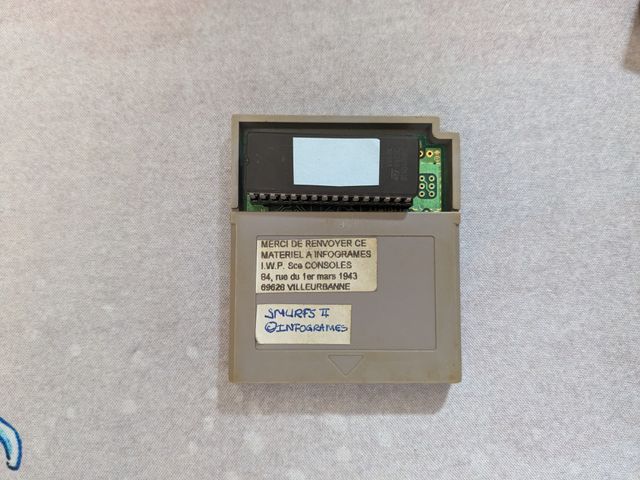 MERCI DE RENVOYER CE
MATERIEL A INFOGRAMES
I.W.P. Sce CONSOLES
84, rue du 1er mars 1943
69628 VILLEURBANNE
SMURFS II
©INFOGRAMES